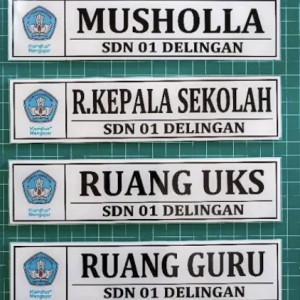 MUSHOLLA
SDN 01 DELINGAN
R.KEPALA SEKOLAH
SDN 01 DELINGAN
RUANG UKS
SDN 01 DELINGAN
RUANG GURU
SDN 01 DELINGAN